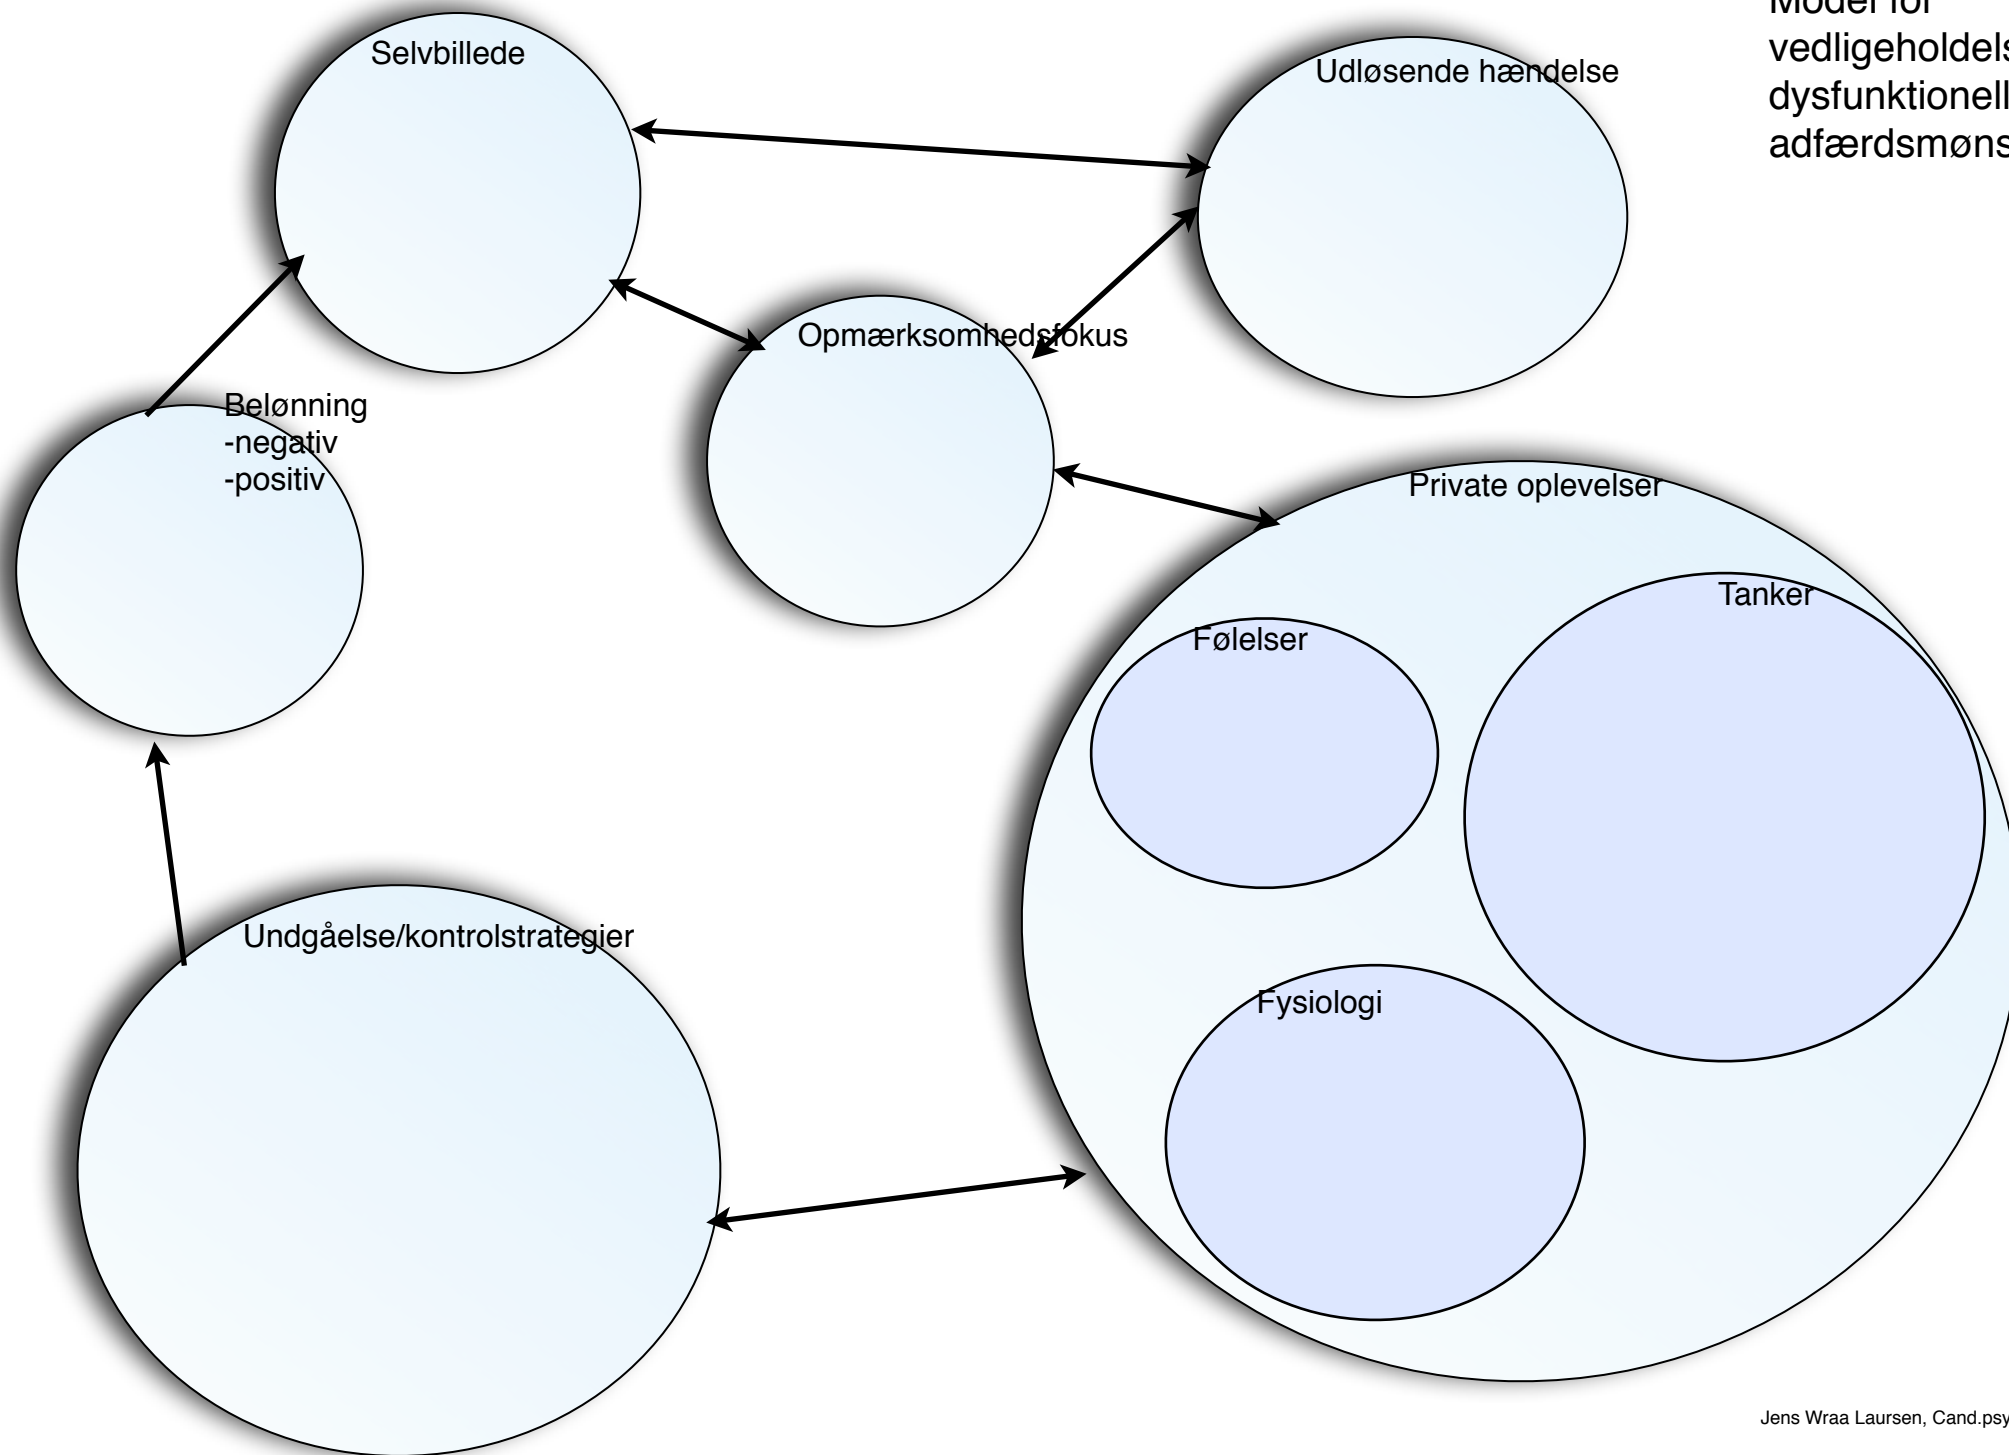 Model for
vedligeholdels
dysfunktionell
adfærdsmøns
Selvbillede
Udløsende hændelse
Opmærksomhedsfokus
Belønning
-negativ
-positiv
Private oplevelser
Tanker
Følelser
Undgåelse/kontrolstrategier
Fysiologi
Jens Wraa Laursen, Cand.psy